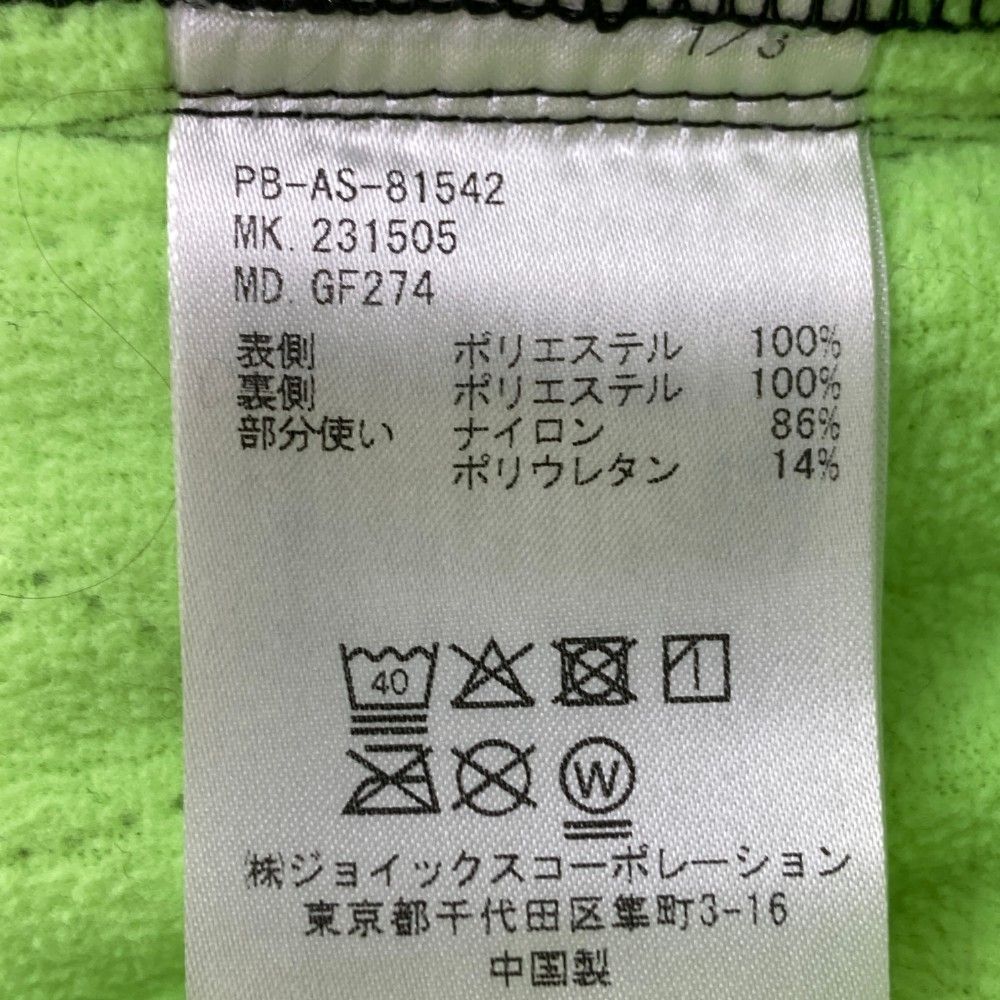 1/3
PB-AS-81542
MK. 231505
MD. GF274
表側 ポリエステル 100%
裏側 ポリエステル 100%
部分使い ナイロン 86%
ポリウレタン 14%
40
W
㈱ジョイックスコーポレーション
東京都千代田区隼町3-16
中国製